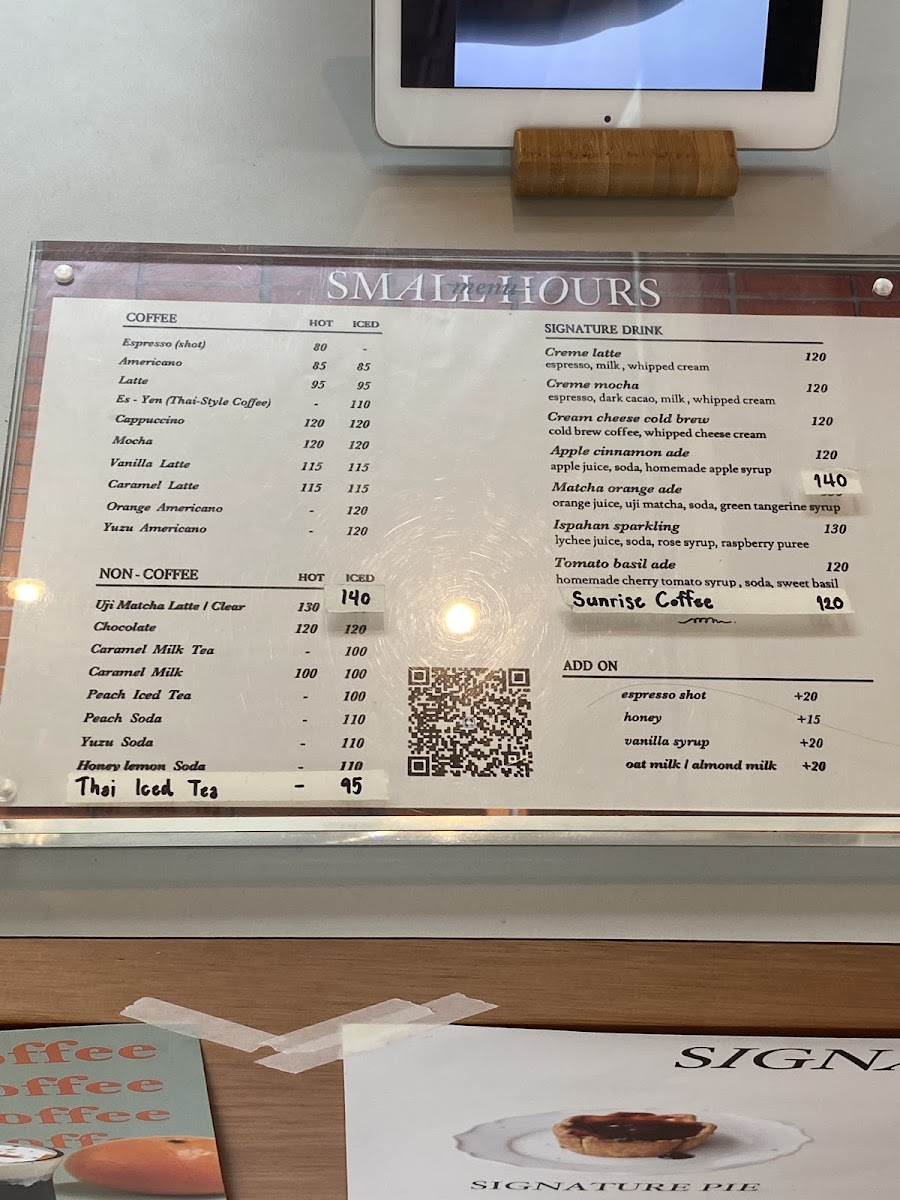 SMALL HOURS
menu
COFFEE HOT ICED
Espresso (shot) 80 -
Americano 85 85
Latte 95 95
Es - Yen (Thai-Style Coffee) - 110
Cappuccino 120 120
Mocha 120 120
Vanilla Latte 115 115
Caramel Latte 115 115
Orange Americano - 120
Yuzu Americano - 120
NON - COFFEE HOT ICED
Uji Matcha Latte / Clear 130 140
Chocolate 120 120
Caramel Milk Tea - 100
Caramel Milk 100 100
Peach Iced Tea - 100
Peach Soda - 110
Yuzu Soda - 110
Honey lemon Soda - 110
Thai Iced Tea - 95
SIGNATURE DRINK
Creme latte 120
espresso, milk, whipped cream
Creme mocha 120
espresso, dark cacao, milk, whipped cream
Cream cheese cold brew 120
cold brew coffee, whipped cheese cream
Apple cinnamon ade 120
apple juice, soda, homemade apple syrup
Matcha orange ade 140
orange juice, uji matcha, soda, green tangerine syrup
Ispahan sparkling 130
lychee juice, soda, rose syrup, raspberry puree
Tomato basil ade 120
homemade cherry tomato syrup, soda, sweet basil
Sunrise Coffee 120
ADD ON
espresso shot +20
honey +15
vanilla syrup +20
oat milk / almond milk +20
offee
offee
offee
off
SIGNA
SIGNATURE PIE